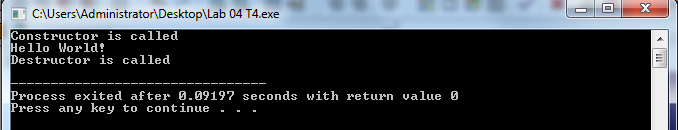 C:\Users\Administrator\Desktop\Lab 04 T4.exe
Constructor is called
Hello World!
Destructor is called
--------------------------------
Process exited after 0.09197 seconds with return value 0
Press any key to continue . . .